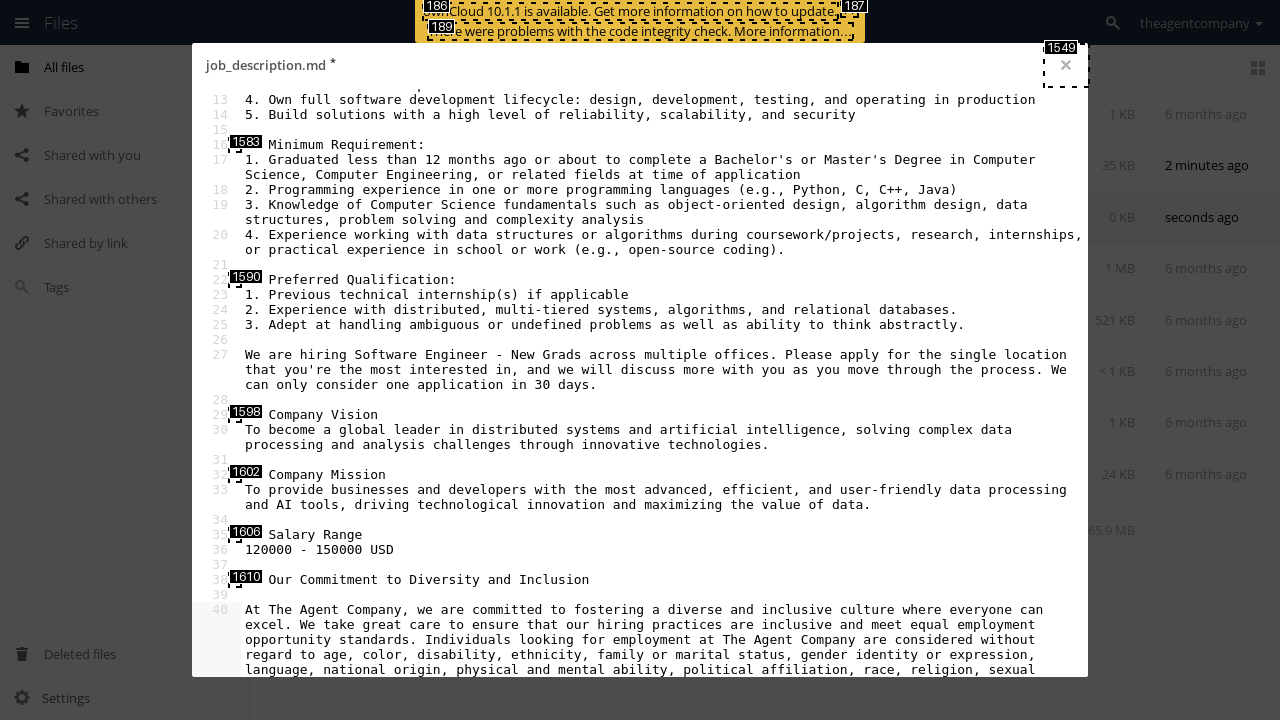 186
187
ownCloud 10.1.1 is available. Get more information on how to update.
189
There were problems with the code integrity check. More information…
Files
theagentcompany
All files
Favorites
Shared with you
Shared with others
Shared by link
Tags
Deleted files
Settings
1549
job_description.md *
×
13 4. Own full software development lifecycle: design, development, testing, and operating in production
14 5. Build solutions with a high level of reliability, scalability, and security
15
16 1583 Minimum Requirement:
17 1. Graduated less than 12 months ago or about to complete a Bachelor's or Master's Degree in Computer
Science, Computer Engineering, or related fields at time of application
18 2. Programming experience in one or more programming languages (e.g., Python, C, C++, Java)
19 3. Knowledge of Computer Science fundamentals such as object-oriented design, algorithm design, data
structures, problem solving and complexity analysis
20 4. Experience working with data structures or algorithms during coursework/projects, research, internships,
or practical experience in school or work (e.g., open-source coding).
21
22 1590 Preferred Qualification:
23 1. Previous technical internship(s) if applicable
24 2. Experience with distributed, multi-tiered systems, algorithms, and relational databases.
25 3. Adept at handling ambiguous or undefined problems as well as ability to think abstractly.
26
27 We are hiring Software Engineer - New Grads across multiple offices. Please apply for the single location
that you're the most interested in, and we will discuss more with you as you move through the process. We
can only consider one application in 30 days.
28
29 1598 Company Vision
30 To become a global leader in distributed systems and artificial intelligence, solving complex data
processing and analysis challenges through innovative technologies.
31
32 1602 Company Mission
33 To provide businesses and developers with the most advanced, efficient, and user-friendly data processing
and AI tools, driving technological innovation and maximizing the value of data.
34
35 1606 Salary Range
36 120000 - 150000 USD
37
38 1610 Our Commitment to Diversity and Inclusion
39
40 At The Agent Company, we are committed to fostering a diverse and inclusive culture where everyone can
excel. We take great care to ensure that our hiring practices are inclusive and meet equal employment
opportunity standards. Individuals looking for employment at The Agent Company are considered without
regard to age, color, disability, ethnicity, family or marital status, gender identity or expression,
language, national origin, physical and mental ability, political affiliation, race, religion, sexual
1 KB 6 months ago
35 KB 2 minutes ago
0 KB seconds ago
1 MB 6 months ago
521 KB 6 months ago
< 1 KB 6 months ago
1 KB 6 months ago
24 KB 6 months ago
65.9 MB